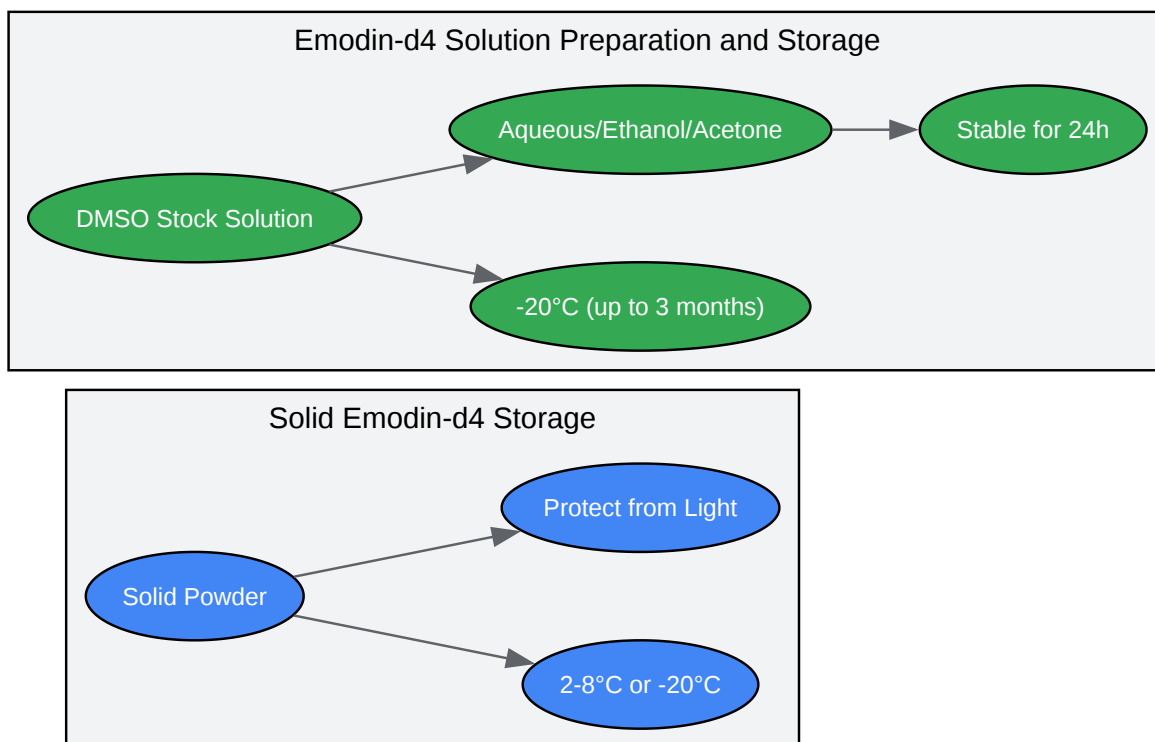 Emodin-d4 Solution Preparation and Storage
Aqueous/Ethanol/Acetone
Stable for 24h
DMSO Stock Solution
-20°C (up to 3 months)
Solid Emodin-d4 Storage
Protect from Light
Solid Powder
2-8°C or -20°C